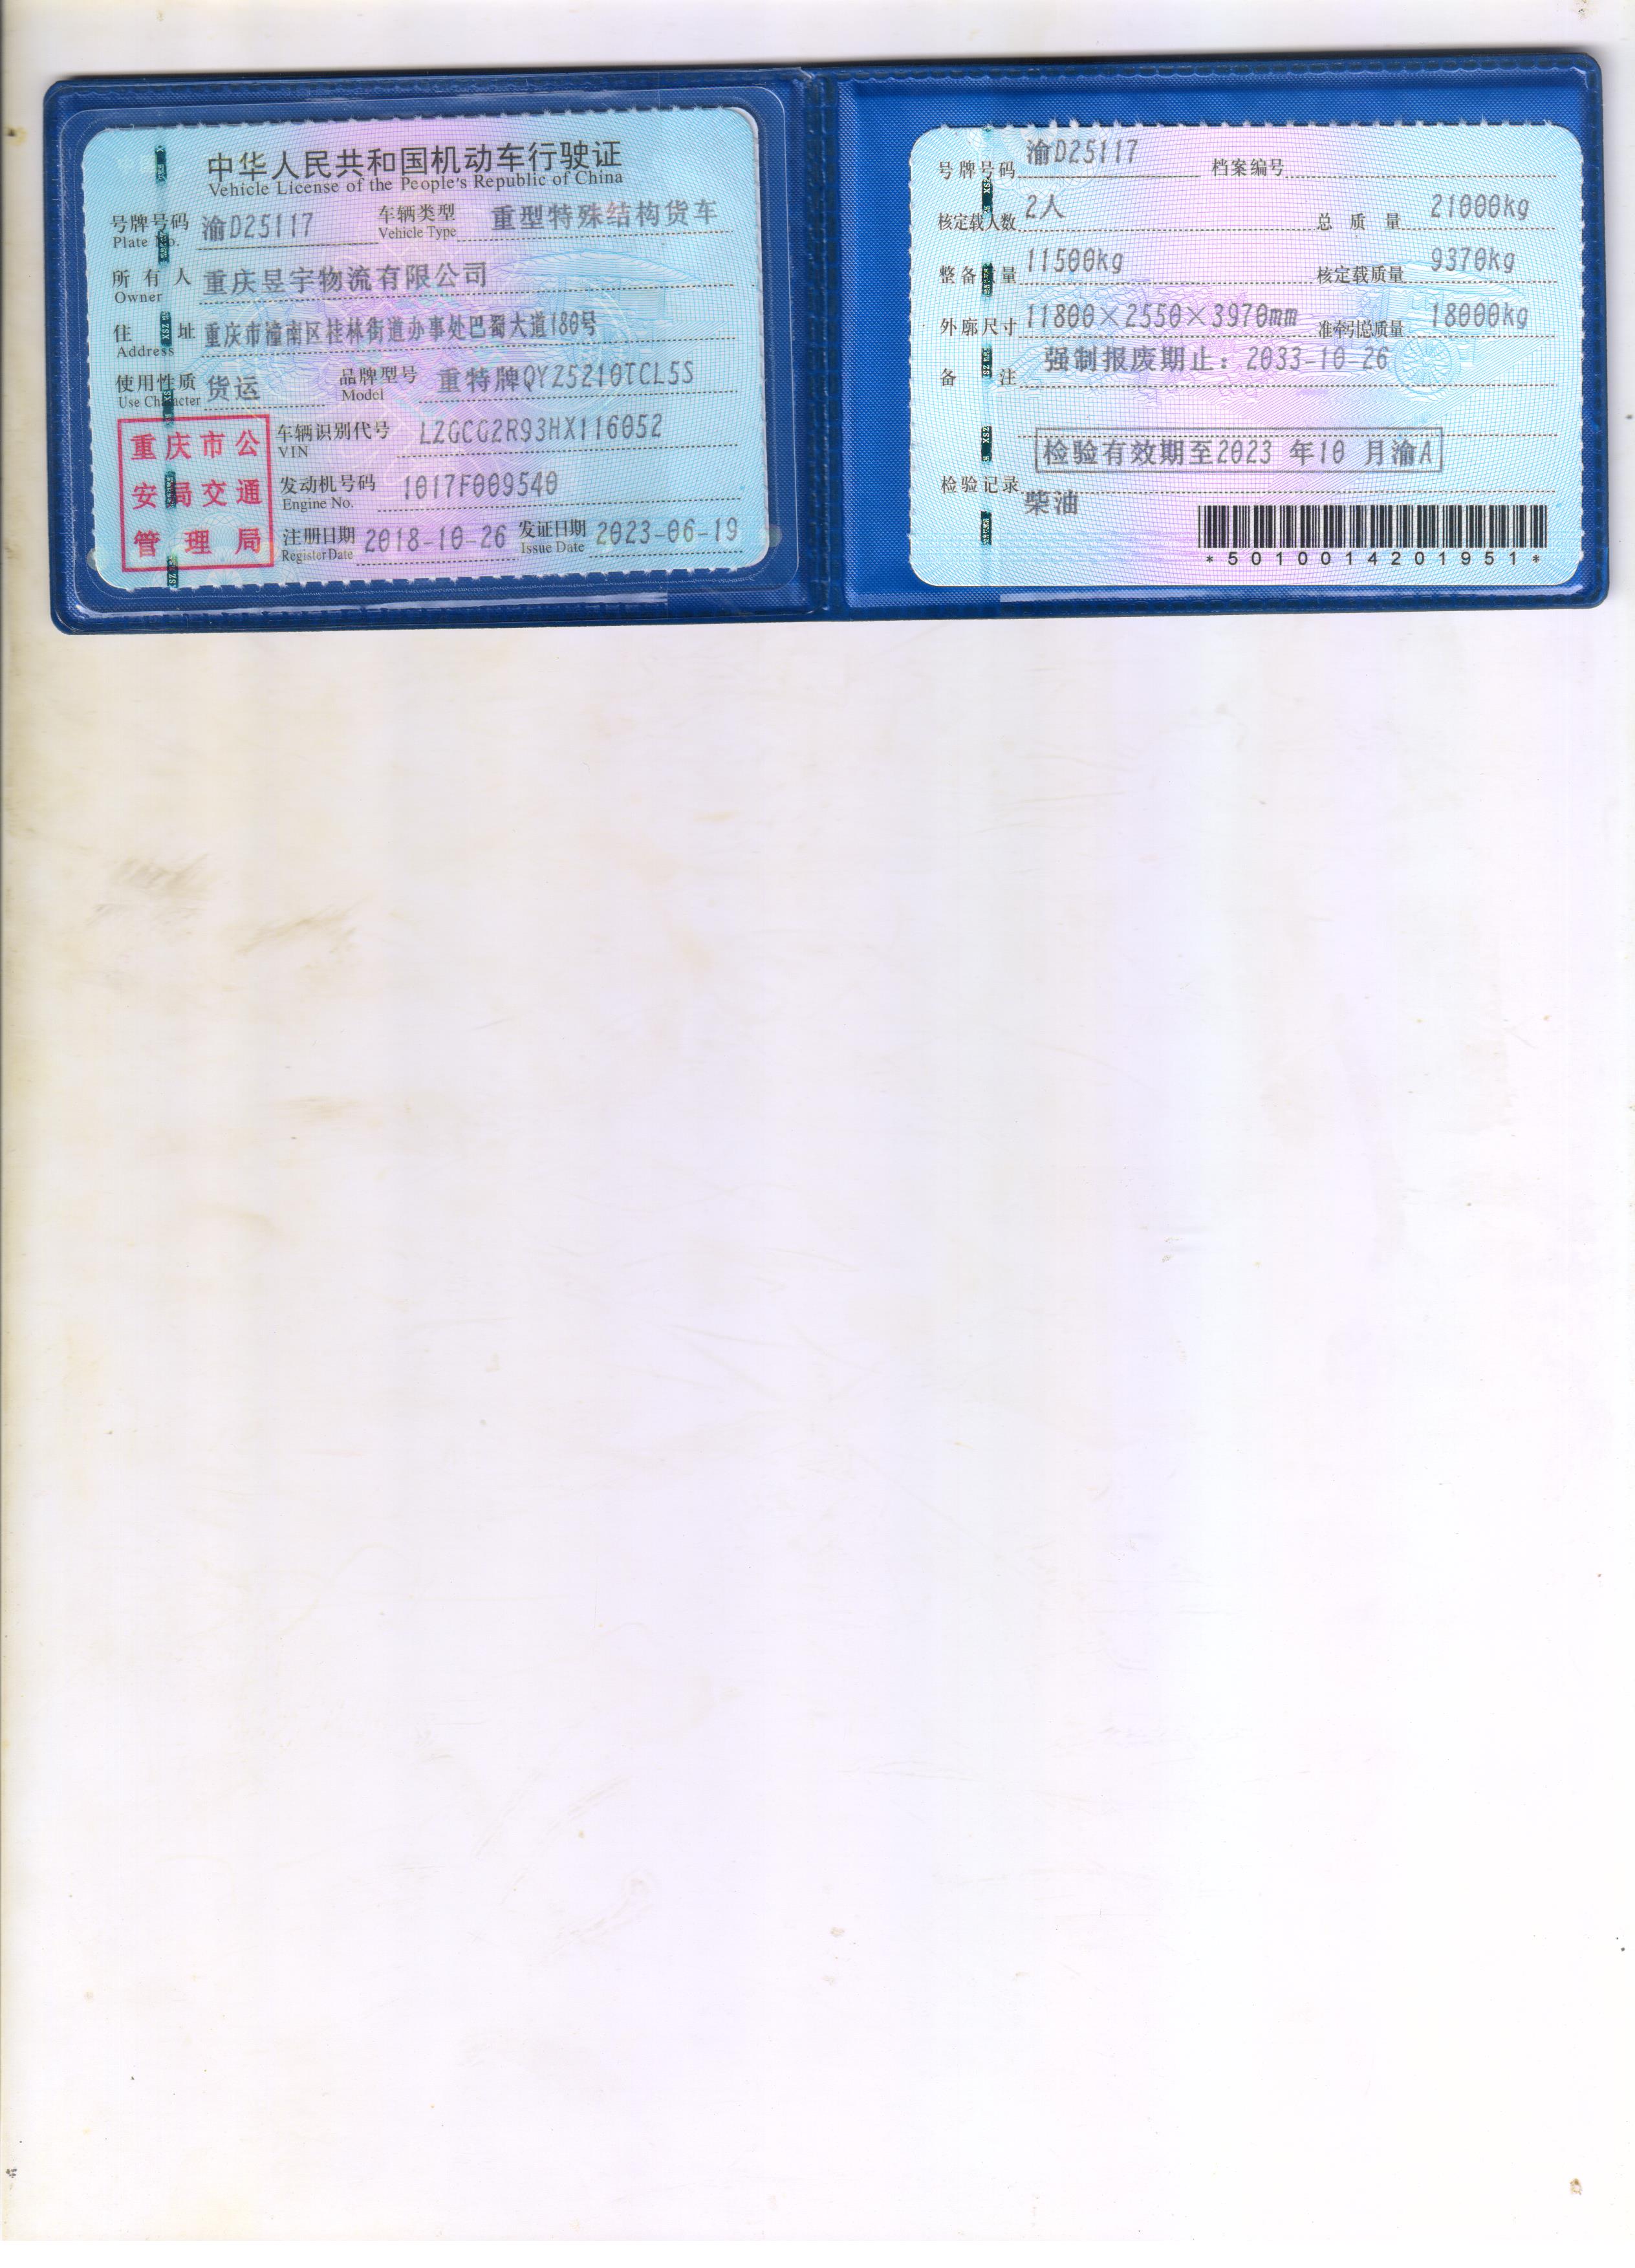 中华人民共和国机动车行驶证
Vehicle License of the People's Republic of China
号牌号码 渝D25117 车辆类型 重型特殊结构货车
Plate No. Vehicle Type
所有人 重庆昱宇物流有限公司
Owner
住址 重庆市潼南区桂林街道办事处巴蜀大道180号
Address
使用性质 货运 品牌型号 重特牌QYZ5210TCL5S
Use Character Model
重庆市公
安局交通
管理局
车辆识别代号 LZGCG2R93HX116052
VIN
发动机号码 1017F009540
Engine No.
注册日期 2018-10-26 发证日期 2023-06-19
Register Date Issue Date
号牌号码 渝D25117 档案编号
核定载人数 2人 总质量 21000kg
整备质量 11500kg 核定载质量 9370kg
外廓尺寸 11800×2550×3970mm 准牵引总质量 18000kg
备注 强制报废期止：2033-10-26
检验有效期至2023 年10 月渝A
检验记录
柴油
*5010014201951*